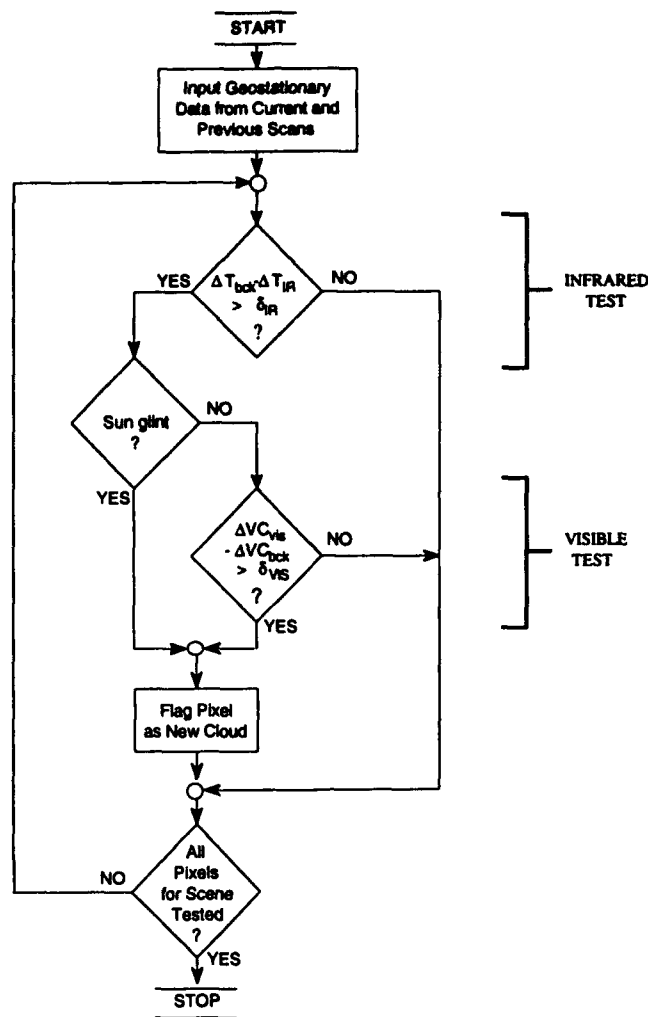 START
Input Geostationary
Data from Current and
Previous Scans
YES
ΔT_bck-ΔT_IR
> δ_IR
?
NO
INFRARED
TEST
Sun glint
?
NO
YES
ΔVC_vis
- ΔVC_bck
> δ_VIS
?
NO
YES
VISIBLE
TEST
Flag Pixel
as New Cloud
All
Pixels
for Scene
Tested
?
NO
YES
STOP